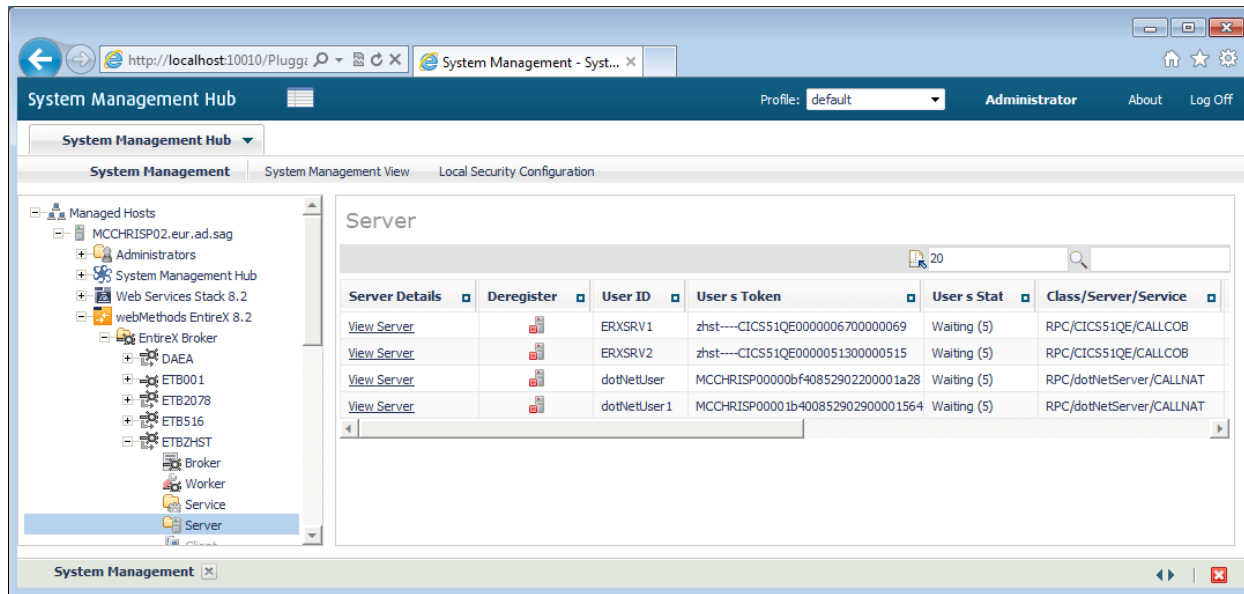 http://localhost:10010/Plugga
System Management - Syst...
System Management Hub
Profile: default
Administrator
About
Log Off
System Management Hub
System Management
System Management View
Local Security Configuration
Managed Hosts
MCCHRISP02.eur.ad.sag
Administrators
System Management Hub
Web Services Stack 8.2
webMethods EntireX 8.2
EntireX Broker
DAEA
ETB001
ETB2078
ETB516
ETBZHST
Broker
Worker
Service
Server
Client
Server
20
Server Details Deregister User ID User s Token User s Stat Class/Server/Service
View Server ERXSRV1 zhst----CICS51QE0000006700000069 Waiting (5) RPC/CICS51QE/CALLCOB
View Server ERXSRV2 zhst----CICS51QE0000051300000515 Waiting (5) RPC/CICS51QE/CALLCOB
View Server dotNetUser MCCHRISP00000bf40852902200001a28 Waiting (5) RPC/dotNetServer/CALLNAT
View Server dotNetUser1 MCCHRISP00001b400852902900001564 Waiting (5) RPC/dotNetServer/CALLNAT
System Management